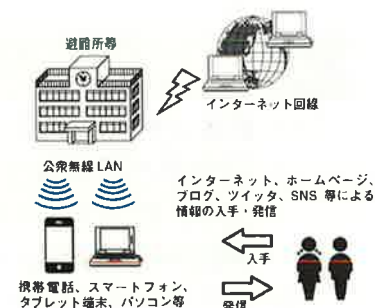 避難所等
インターネット回線
公衆無線 LAN
インターネット、ホームページ、
ブログ、ツイッタ、SNS 等による
情報の入手・発信
入手
携帯電話、スマートフォン、
タブレット端末、パソコン等
発信